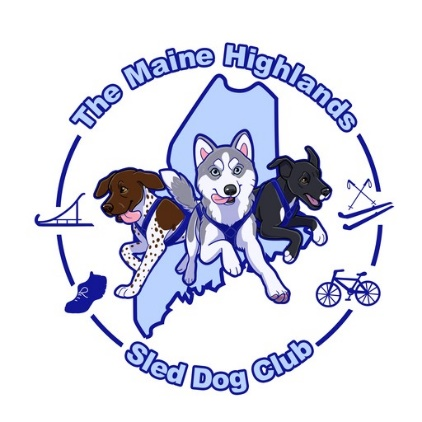 The Maine Highlands
Sled Dog Club